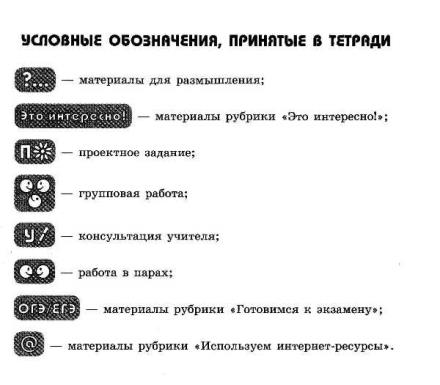 УСЛОВНЫЕ ОБОЗНАЧЕНИЯ, ПРИНЯТЫЕ В ТЕТРАДИ
?... — материалы для размышления;
Это интересно! — материалы рубрики «Это интересно!»;
П — проектное задание;
— групповая работа;
У/ — консультация учителя;
— работа в парах;
ОГЭ/ЕГЭ — материалы рубрики «Готовимся к экзамену»;
@ — материалы рубрики «Используем интернет-ресурсы».